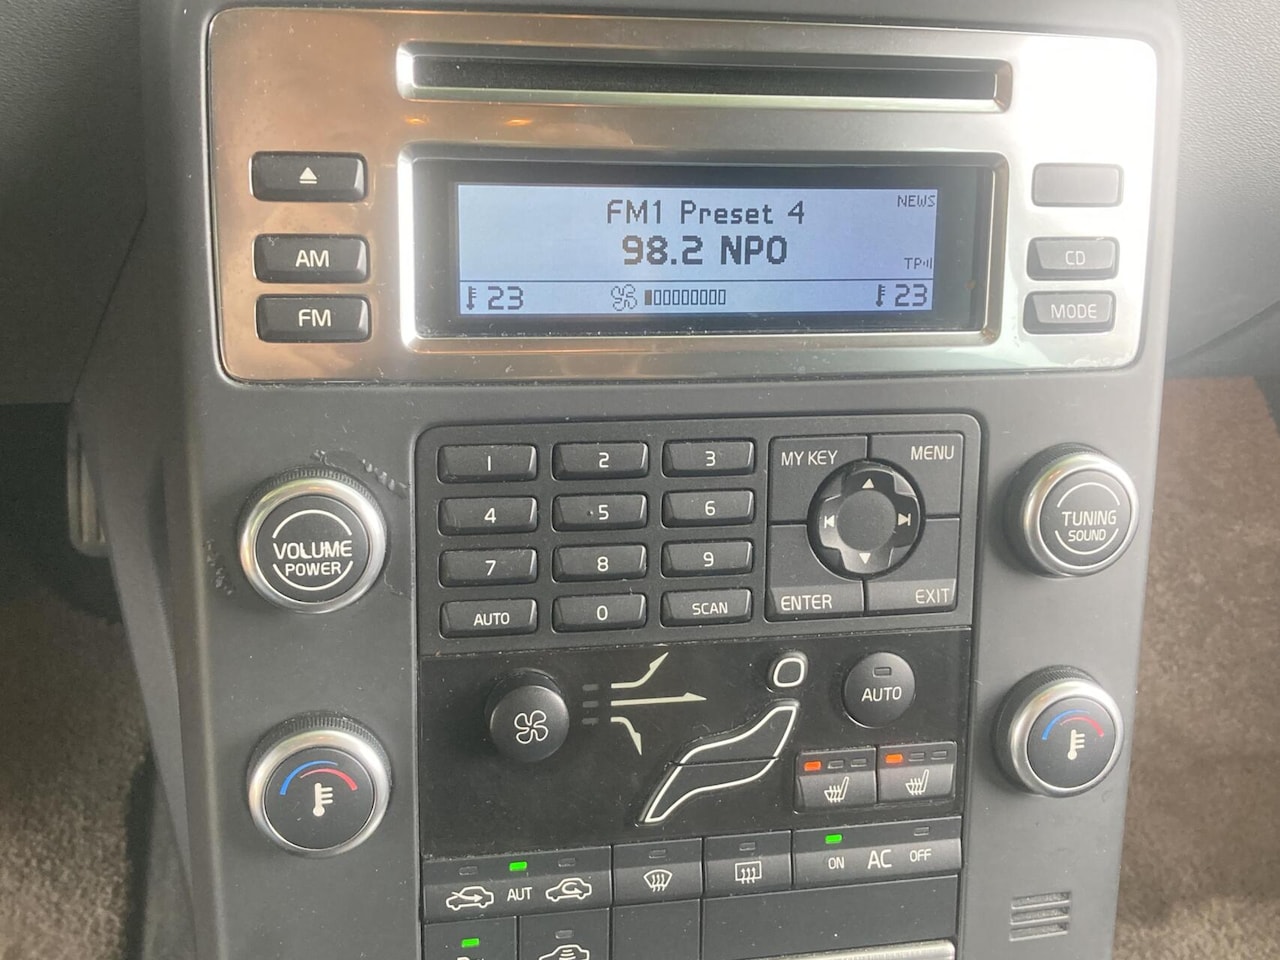 NEWS
FM1 Preset 4
98.2 NPO
TP
23
23
AM
FM
CD
MODE
1
2
3
4
5
6
7
8
9
AUTO
0
SCAN
MY KEY
MENU
ENTER
EXIT
VOLUME
POWER
TUNING
SOUND
AUTO
AUT
ON AC OFF